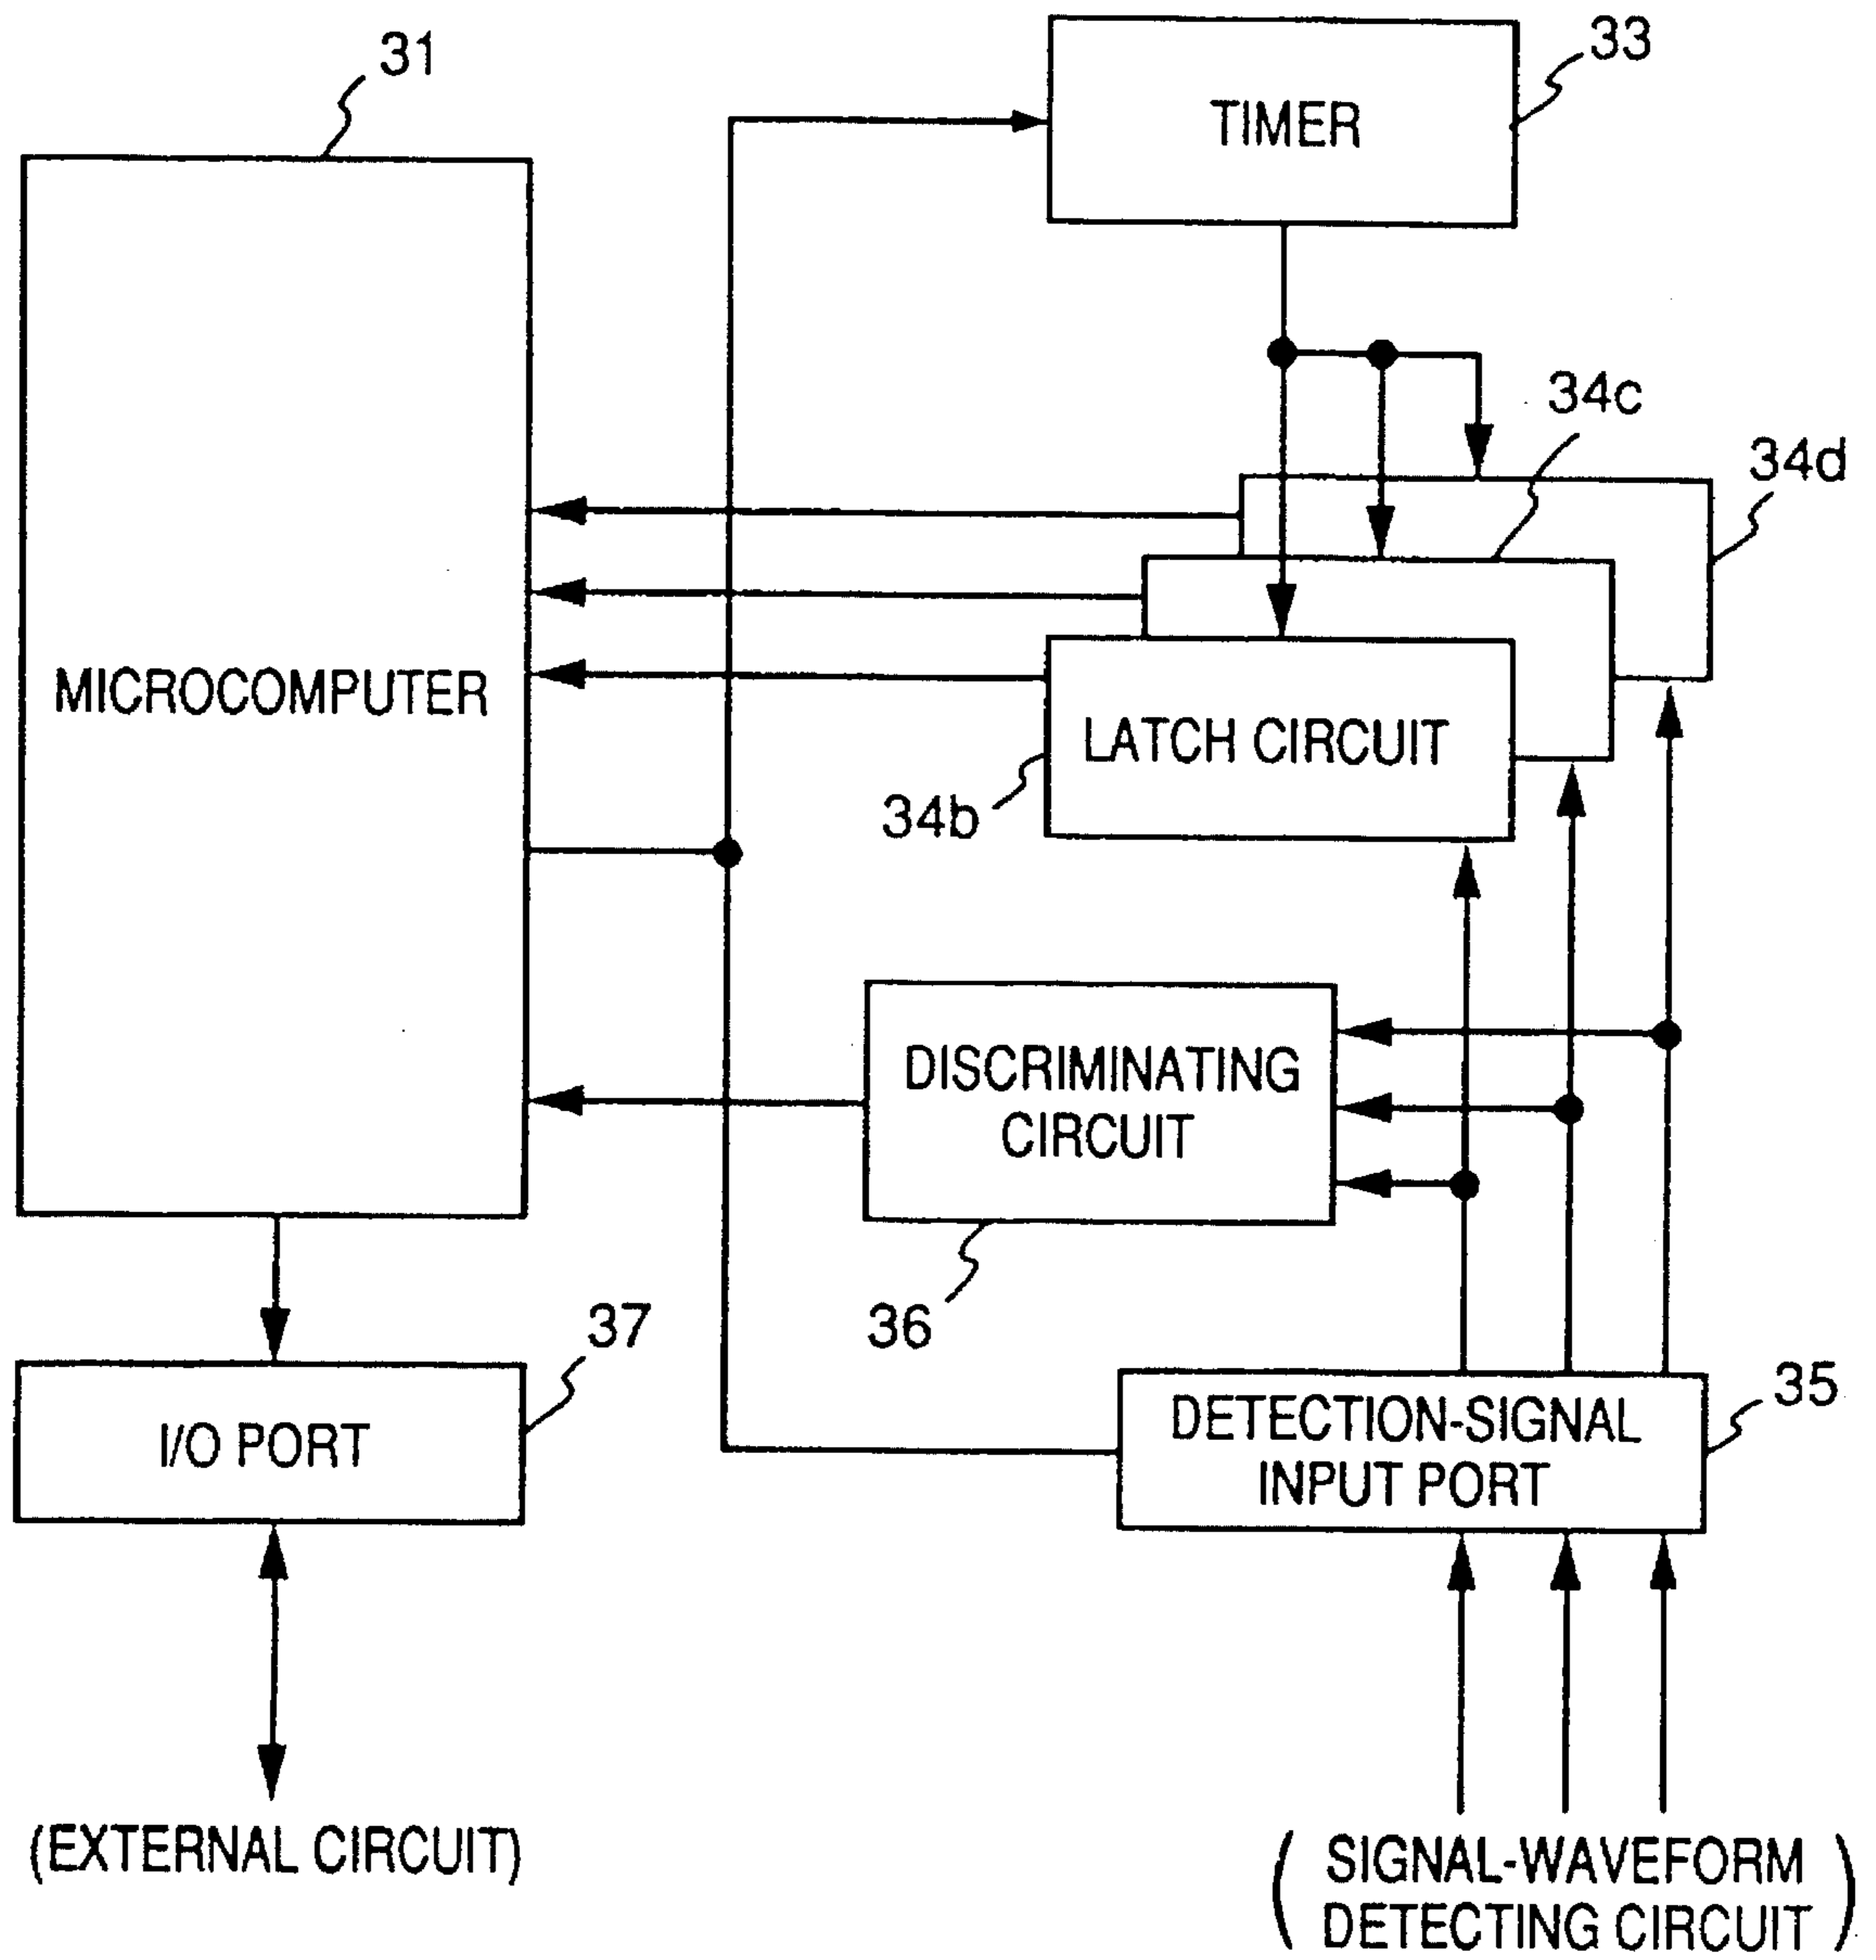 31
33
TIMER
34c
34d
MICROCOMPUTER
LATCH CIRCUIT
34b
DISCRIMINATING
CIRCUIT
36
37
35
I/O PORT
DETECTION-SIGNAL
INPUT PORT
(EXTERNAL CIRCUIT)
(SIGNAL-WAVEFORM
DETECTING CIRCUIT)